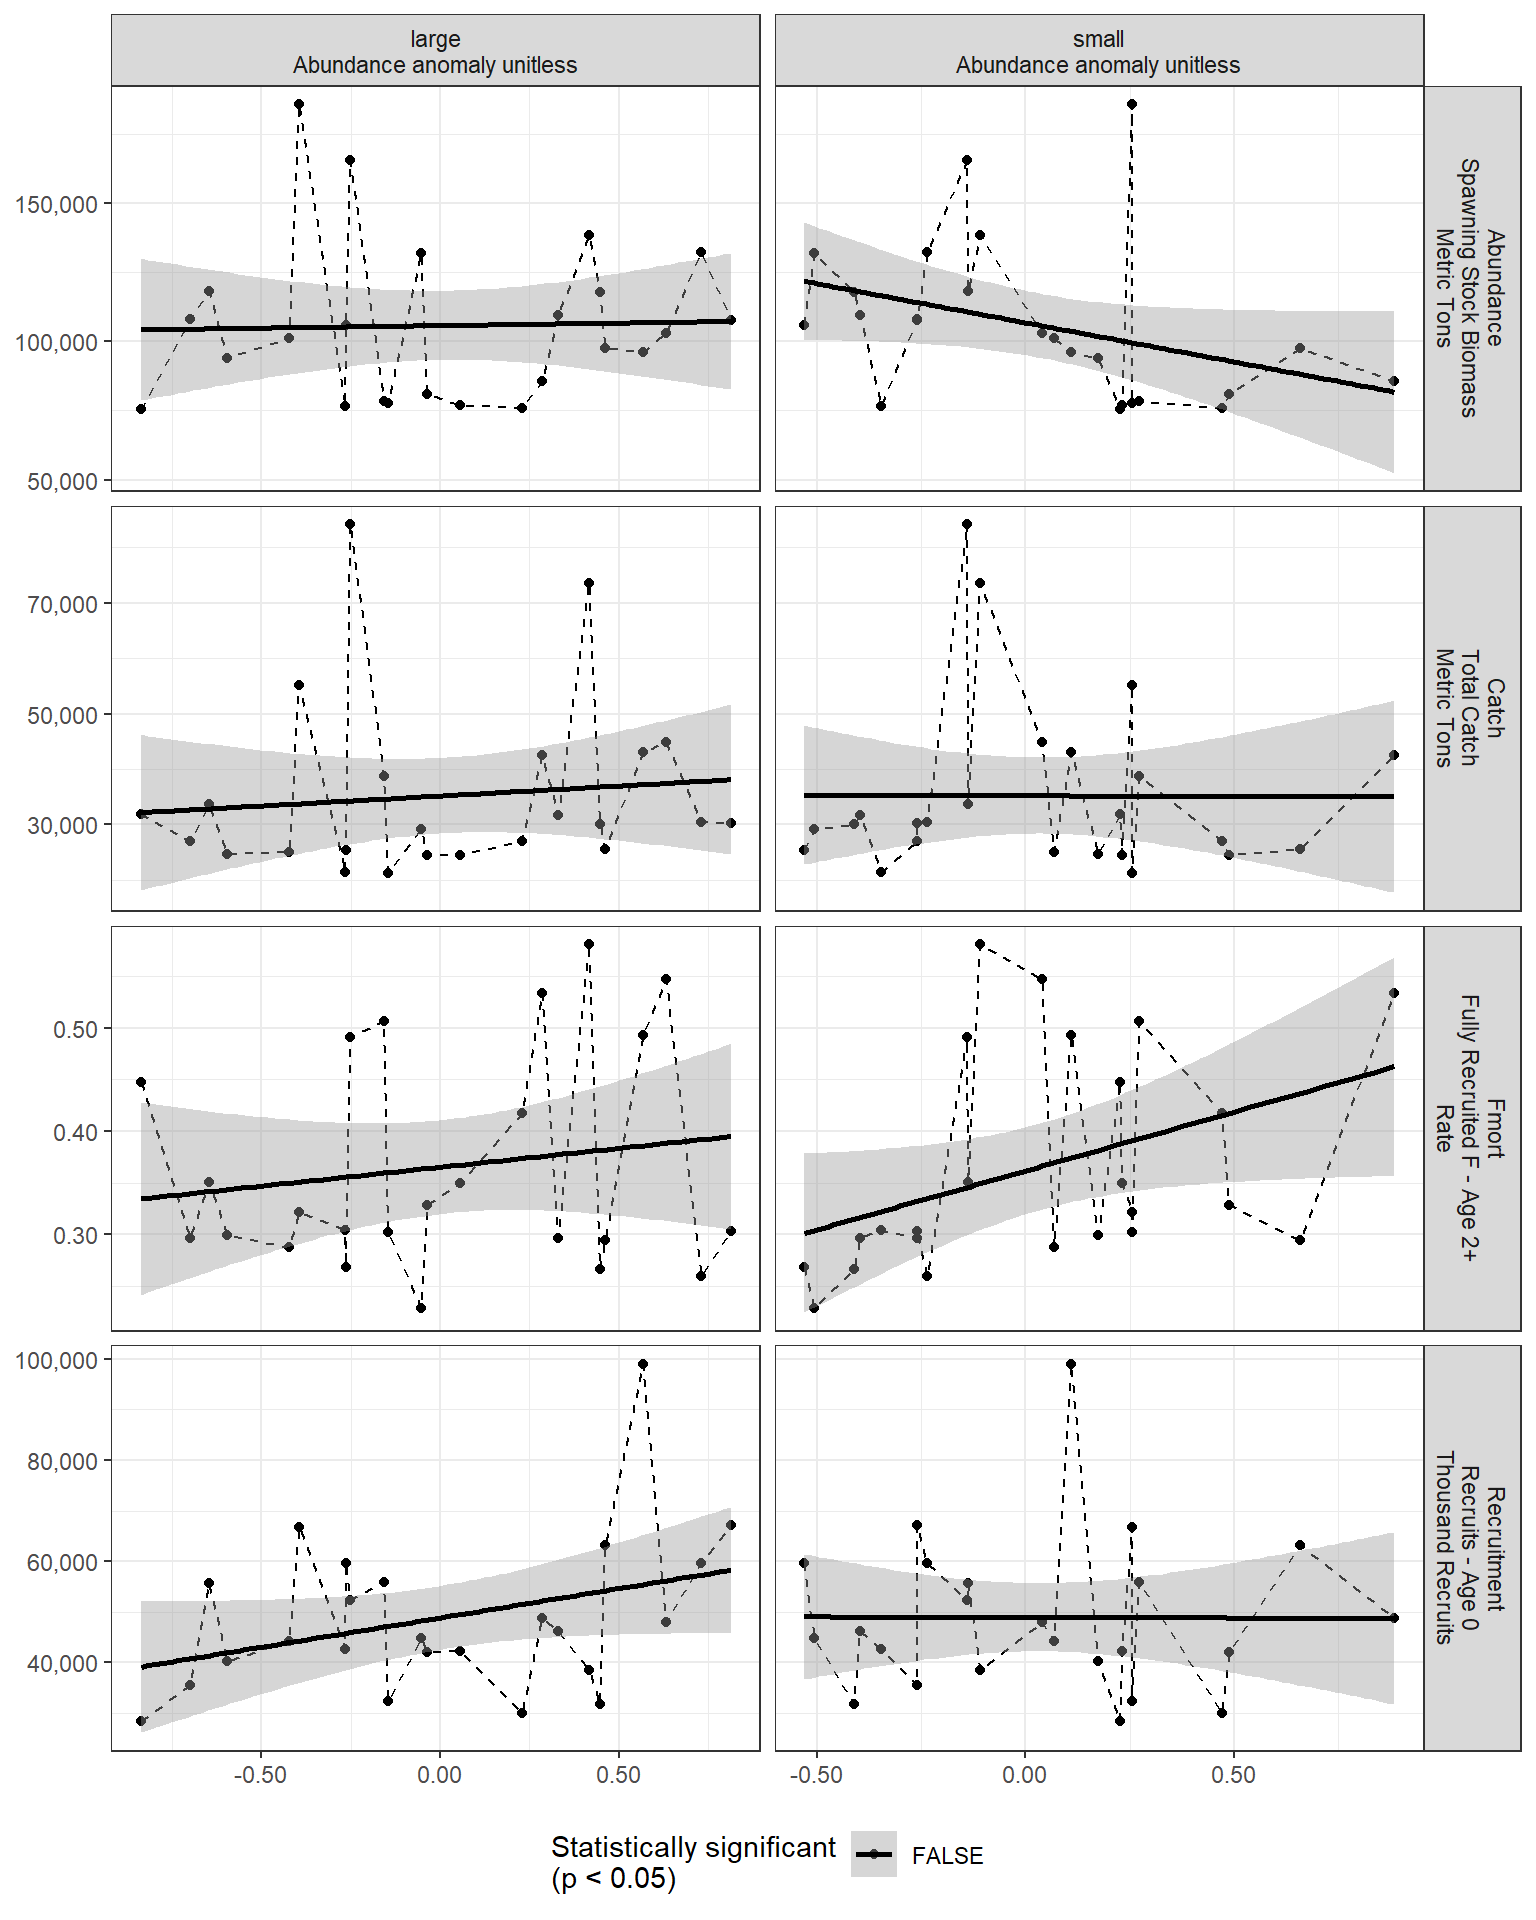 large
Abundance anomaly unitless
small
Abundance anomaly unitless
150,000
100,000
50,000
Abundance
Spawning Stock Biomass
Metric Tons
70,000
50,000
30,000
Catch
Total Catch
Metric Tons
0.50
0.40
0.30
Fmort
Fully Recruited F - Age 2+
Rate
100,000
80,000
60,000
40,000
Recruitment
Recruits - Age 0
Thousand Recruits
-0.50
0.00
0.50
-0.50
0.00
0.50
Statistically significant
(p < 0.05)
FALSE